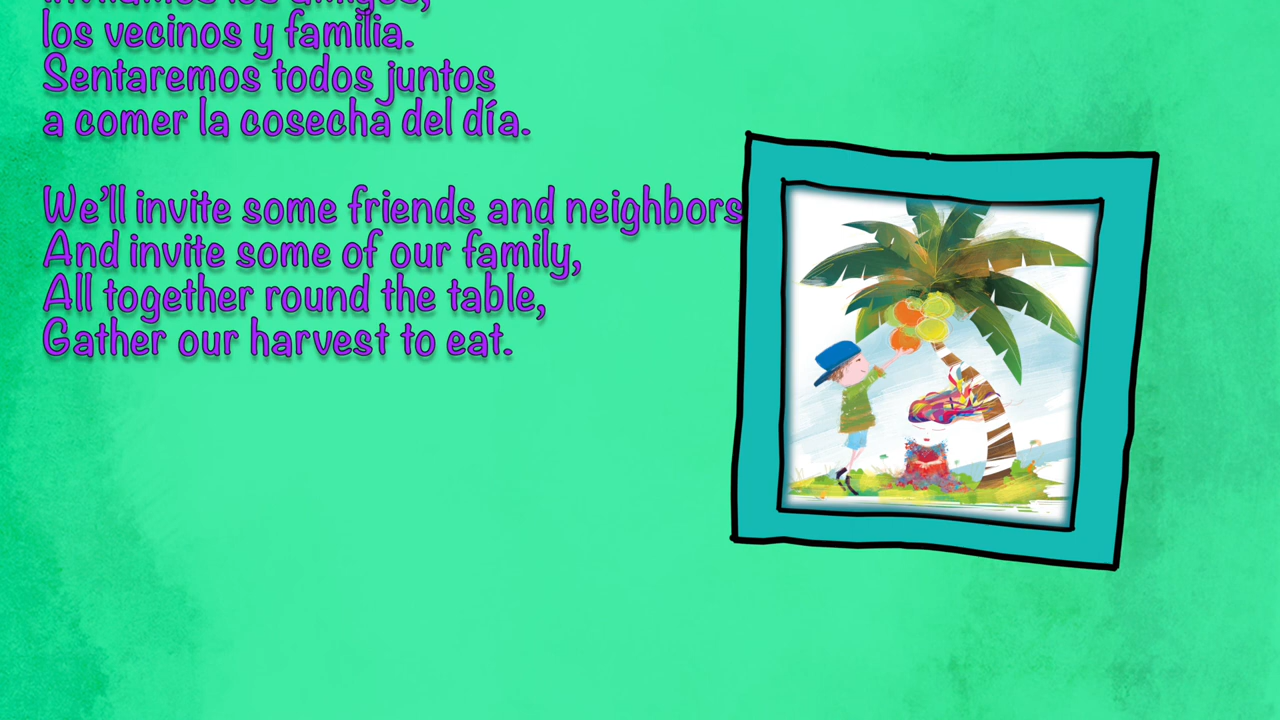 los vecinos y familia.
Sentaremos todos juntos
a comer la cosecha del día.
We'll invite some friends and neighbors
And invite some of our family,
All together round the table,
Gather our harvest to eat.